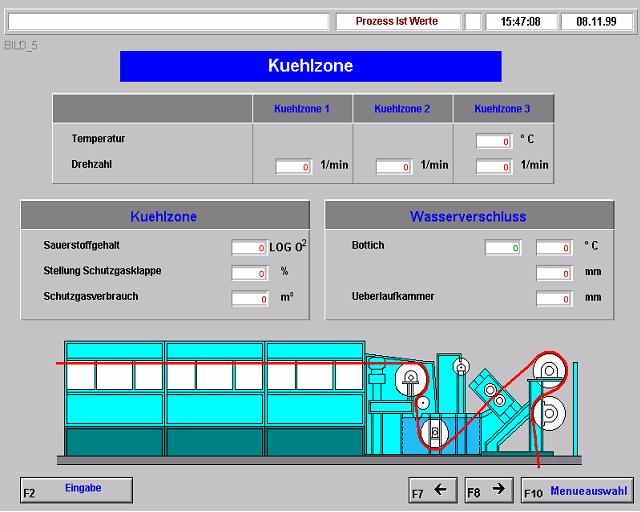 Prozess Ist Werte 15:47:08 08.11.99
BILD_5
Kuehlzone
Kuehlzone 1 Kuehlzone 2 Kuehlzone 3
Temperatur 0 ° C
Drehzahl 0 1/min 0 1/min 0 1/min
Kuehlzone
Sauerstoffgehalt 0 LOG O²
Stellung Schutzgasklappe 0 %
Schutzgasverbrauch 0 m³
Wasserverschluss
Bottich 0 0 ° C
0 mm
Ueberlaufkammer 0 mm
F2 Eingabe F7 ← F8 → F10 Menueauswahl